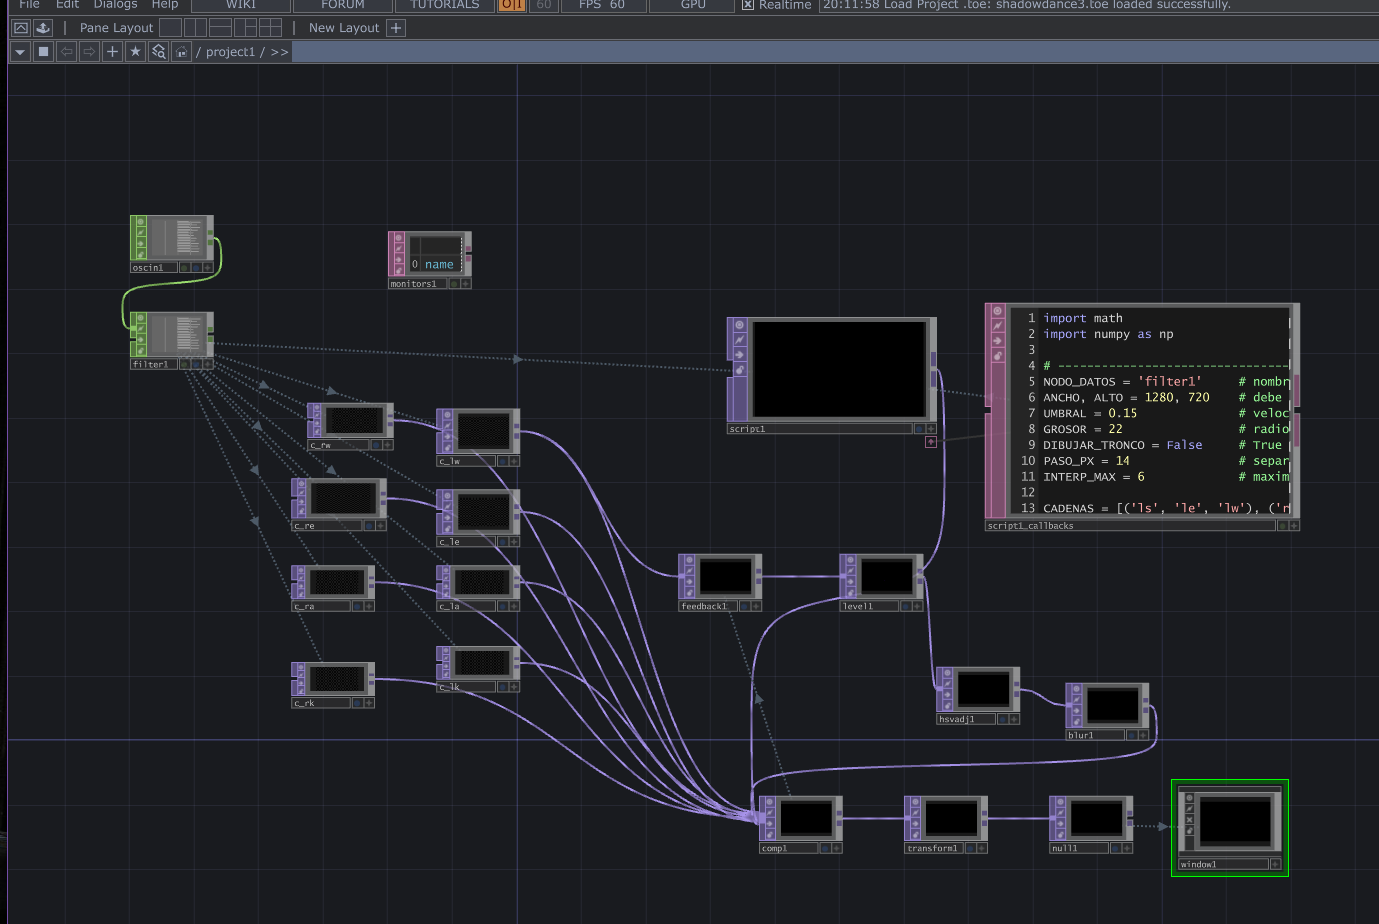 File Edit Dialogs Help WIKI FORUM TUTORIALS O|1 60 FPS 60 GPU Realtime 20:11:58 Load Project .toe: shadowdance3.toe loaded successfully.
Pane Layout New Layout +
/ project1 / >>
oscin1
0 name
monitors1
filter1
c_rw
c_lw
c_re
c_le
c_ra
c_la
c_rk
c_lk
script1
1 import math
2 import numpy as np
3
4 # --------------------------------
5 NODO_DATOS = 'filter1' # nombr
6 ANCHO, ALTO = 1280, 720 # debe
7 UMBRAL = 0.15 # veloc
8 GROSOR = 22 # radio
9 DIBUJAR_TRONCO = False # True
10 PASO_PX = 14 # separ
11 INTERP_MAX = 6 # maxim
12
13 CADENAS = [('ls', 'le', 'lw'), ('r
script1_callbacks
feedback1
level1
hsvadj1
blur1
comp1
transform1
null1
window1